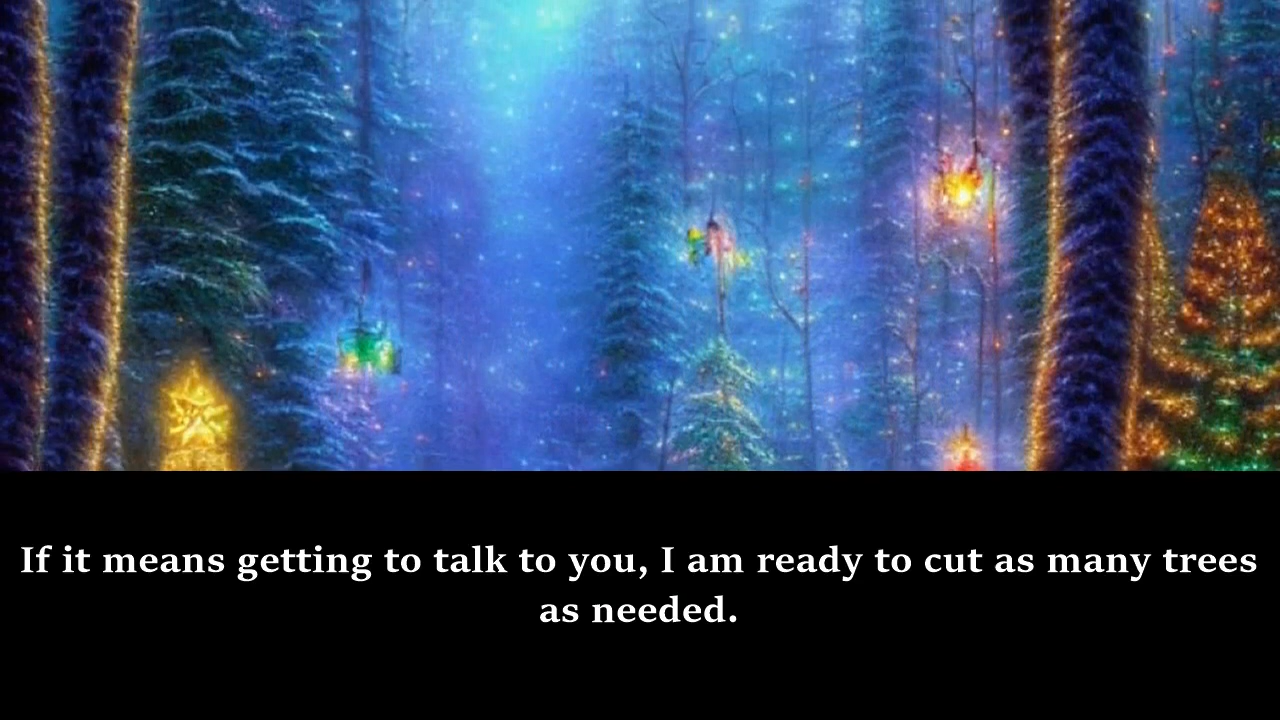 If it means getting to talk to you, I am ready to cut as many trees
as needed.